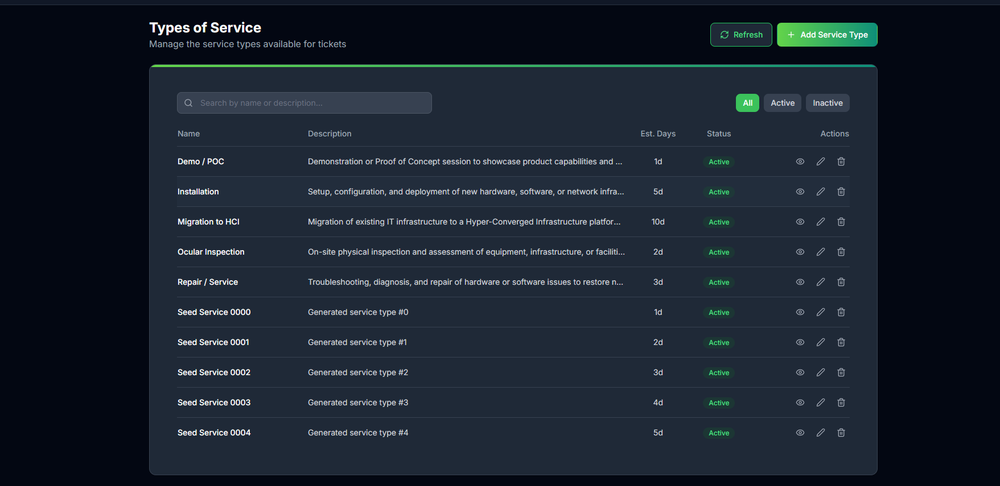 Types of Service
Manage the service types available for tickets
Refresh
Add Service Type
Search by name or description...
All Active Inactive
Name Description Est. Days Status Actions
Demo / POC Demonstration or Proof of Concept session to showcase product capabilities and ... 1d Active
Installation Setup, configuration, and deployment of new hardware, software, or network infra... 5d Active
Migration to HCI Migration of existing IT infrastructure to a Hyper-Converged Infrastructure platfor... 10d Active
Ocular Inspection On-site physical inspection and assessment of equipment, infrastructure, or faciliti... 2d Active
Repair / Service Troubleshooting, diagnosis, and repair of hardware or software issues to restore n... 3d Active
Seed Service 0000 Generated service type #0 1d Active
Seed Service 0001 Generated service type #1 2d Active
Seed Service 0002 Generated service type #2 3d Active
Seed Service 0003 Generated service type #3 4d Active
Seed Service 0004 Generated service type #4 5d Active